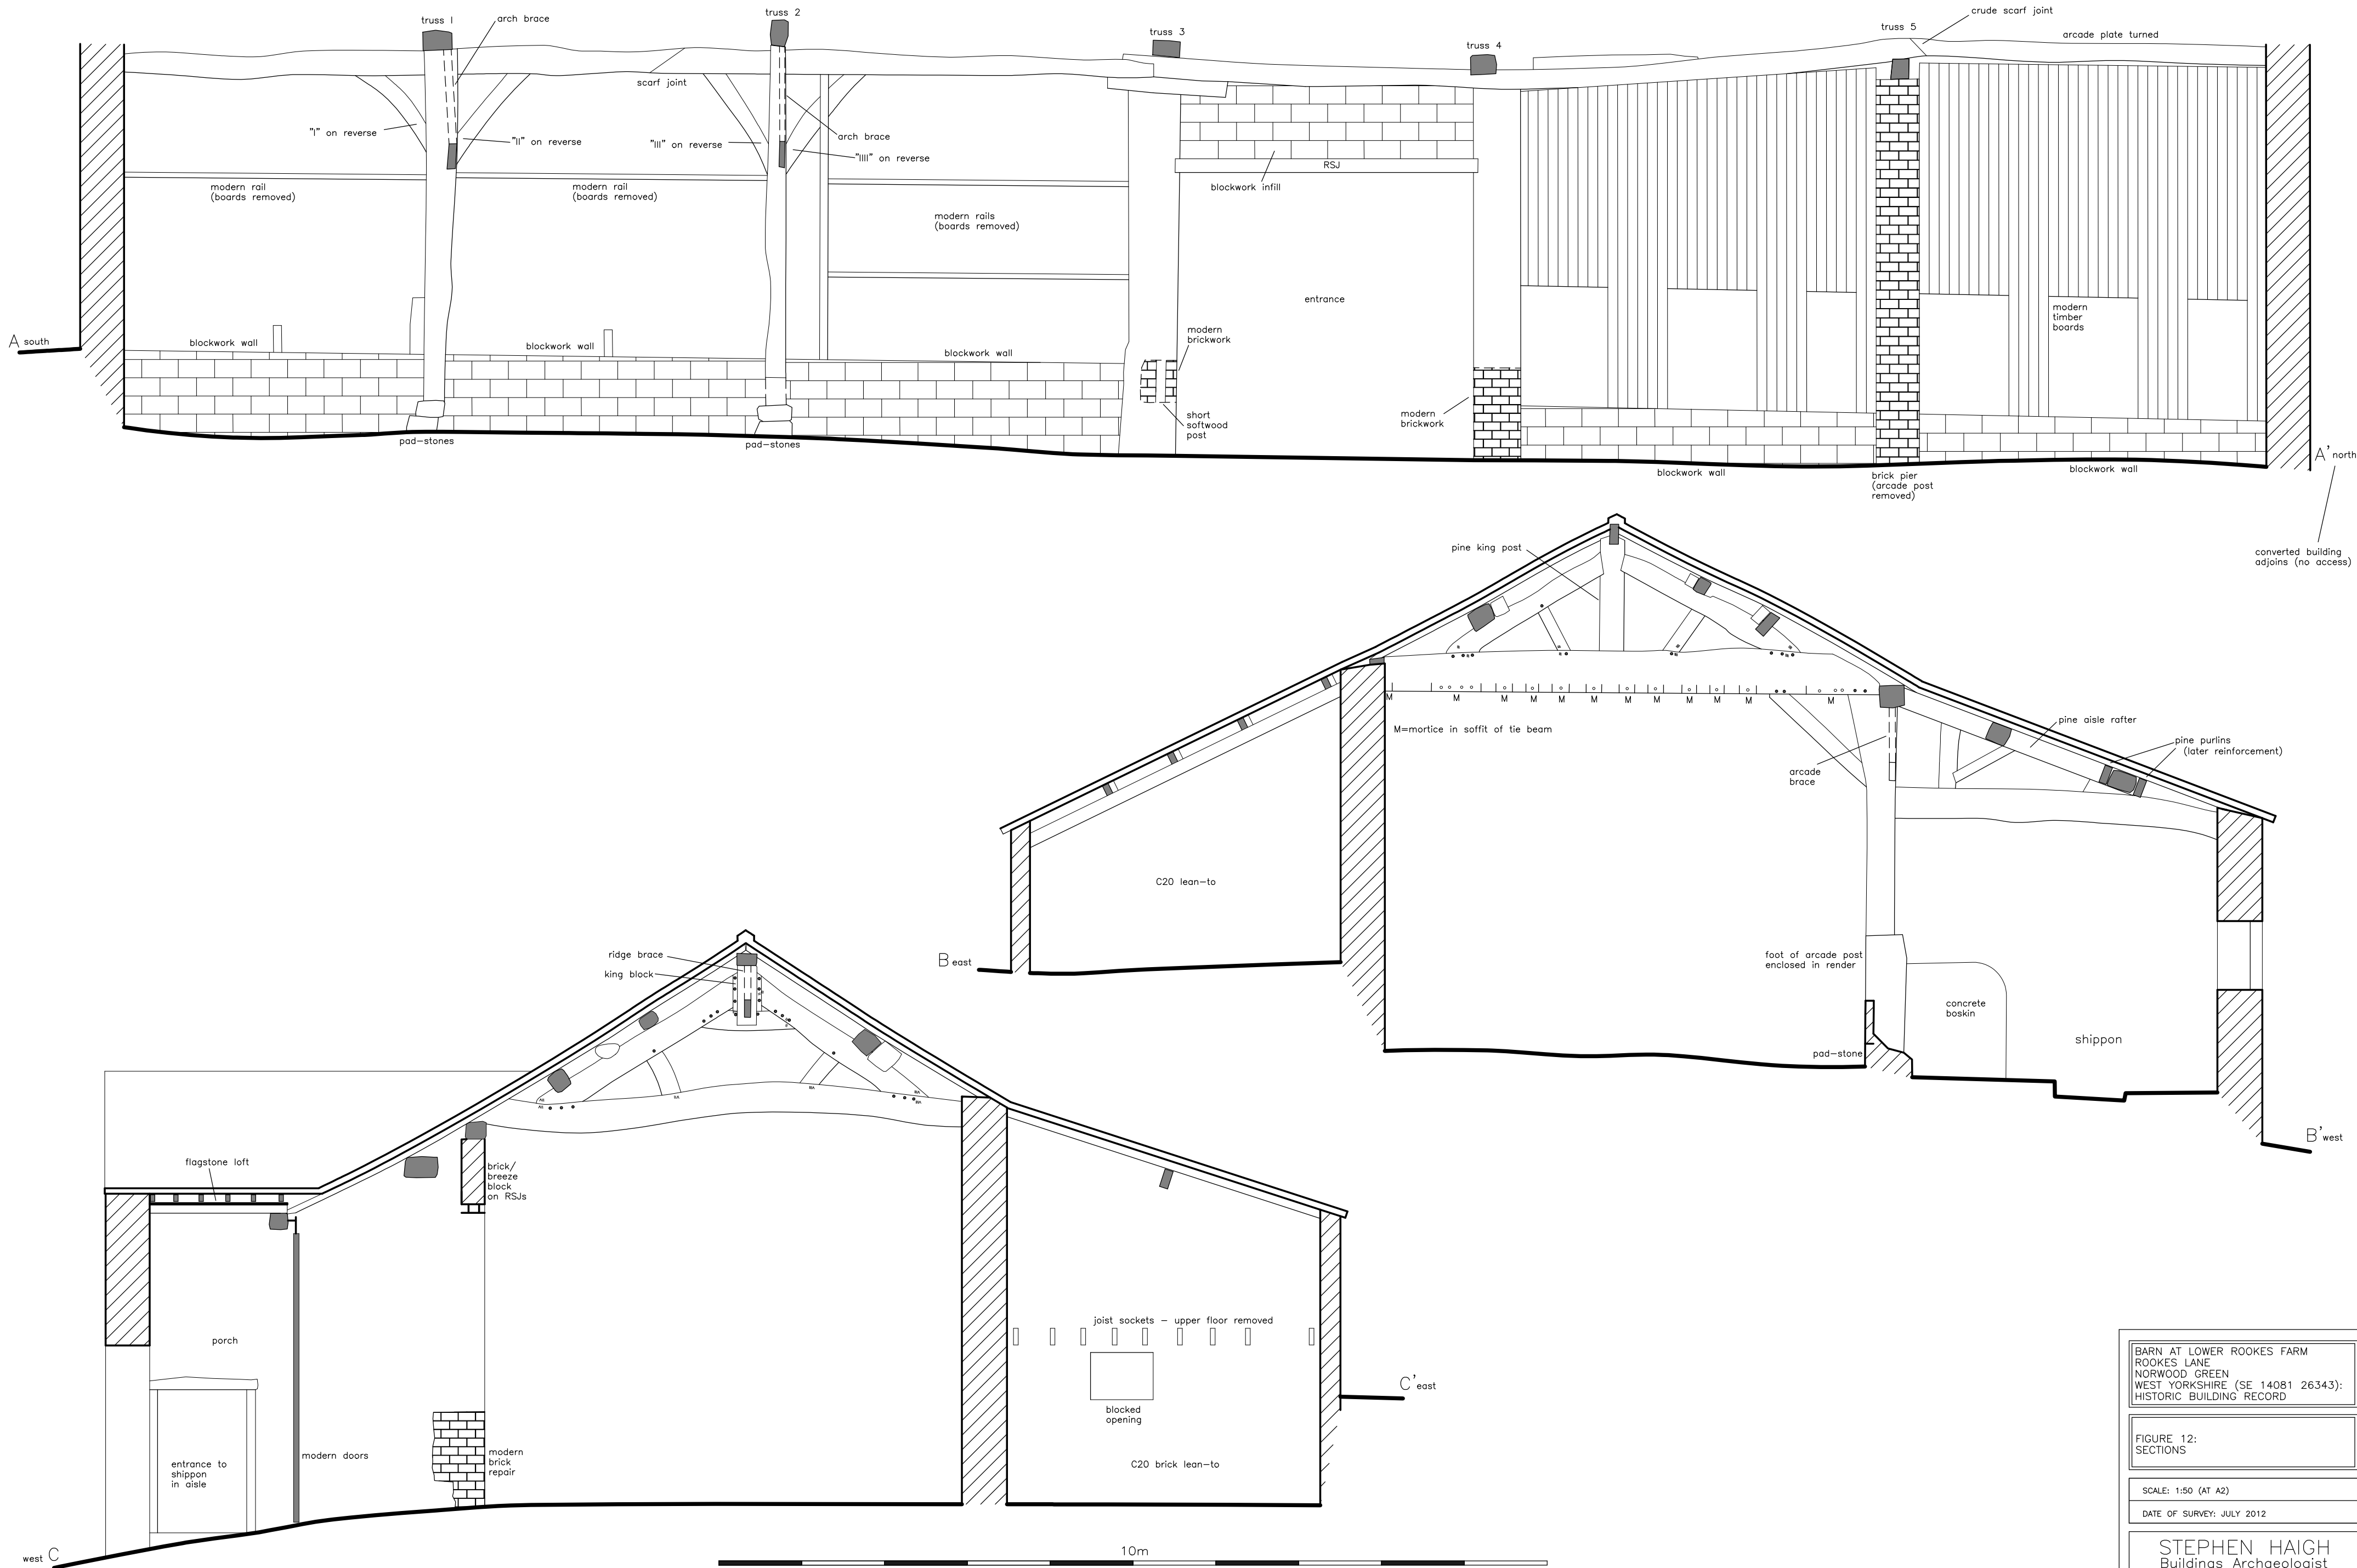 truss 1
arch brace
truss 2
truss 3
truss 4
truss 5
crude scarf joint
arcade plate turned
scarf joint
"I" on reverse
"II" on reverse
"III" on reverse
arch brace
"IIII" on reverse
RSJ
blockwork infill
modern rail
(boards removed)
modern rail
(boards removed)
modern rails
(boards removed)
entrance
modern
timber
boards
A south
blockwork wall
blockwork wall
blockwork wall
modern
brickwork
short
softwood
post
modern
brickwork
pad-stones
pad-stones
blockwork wall
brick pier
(arcade post
removed)
blockwork wall
A' north
converted building
adjoins (no access)
pine king post
M M M M M M M M M M M M M
M=mortice in soffit of tie beam
pine aisle rafter
pine purlins
(later reinforcement)
arcade
brace
C20 lean-to
B east
foot of arcade post
enclosed in render
concrete
boskin
shippon
pad-stone
B' west
ridge brace
king block
flagstone loft
brick/
breeze
block
on RSJs
porch
joist sockets - upper floor removed
blocked
opening
C' east
entrance to
shippon
in aisle
modern doors
modern
brick
repair
C20 brick lean-to
west C
10m
BARN AT LOWER ROOKES FARM
ROOKES LANE
NORWOOD GREEN
WEST YORKSHIRE (SE 14081 26343):
HISTORIC BUILDING RECORD
FIGURE 12:
SECTIONS
SCALE: 1:50 (AT A2)
DATE OF SURVEY: JULY 2012
STEPHEN HAIGH
Buildings Archaeologist